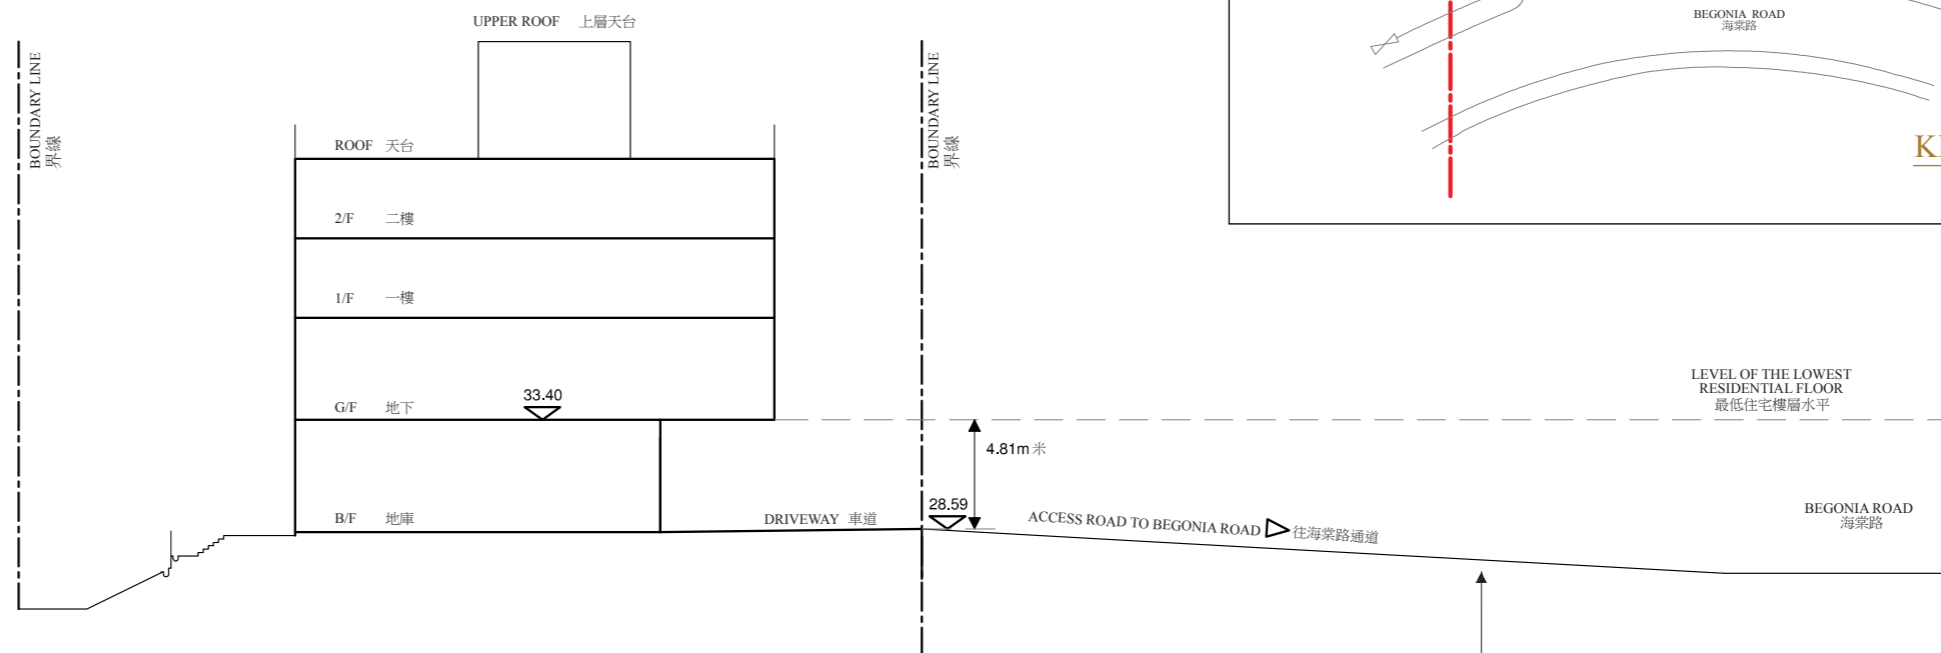 UPPER ROOF 上層天台
BOUNDARY LINE
界線
ROOF 天台
2/F 二樓
1/F 一樓
33.40
G/F 地下
B/F 地庫
DRIVEWAY 車道
BOUNDARY LINE
界線
4.81m 米
28.59
ACCESS ROAD TO BEGONIA ROAD 往海棠路通道
BEGONIA ROAD
海棠路
LEVEL OF THE LOWEST
RESIDENTIAL FLOOR
最低住宅樓層水平
BEGONIA ROAD
海棠路